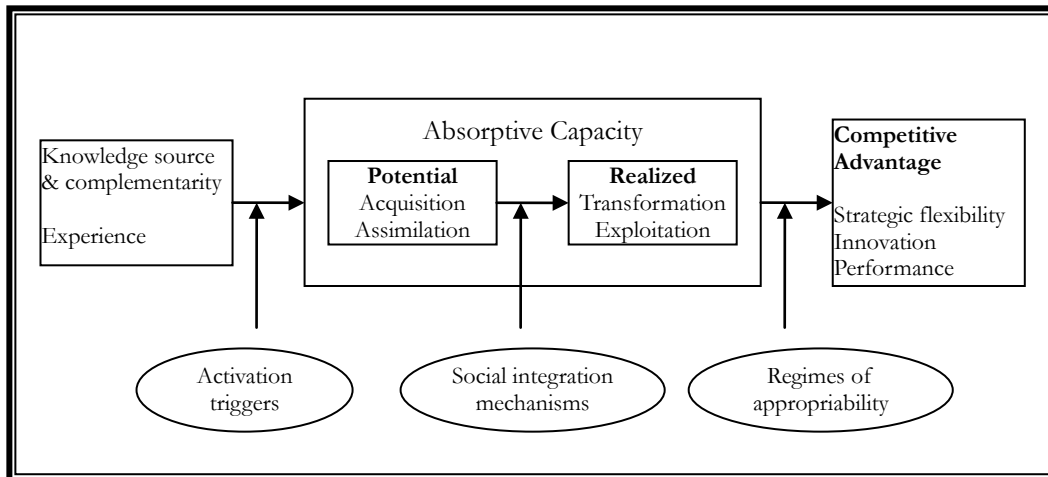 Knowledge source
& complementarity
Experience
Absorptive Capacity
Potential
Acquisition
Assimilation
Realized
Transformation
Exploitation
Competitive
Advantage
Strategic flexibility
Innovation
Performance
Activation
triggers
Social integration
mechanisms
Regimes of
appropriability